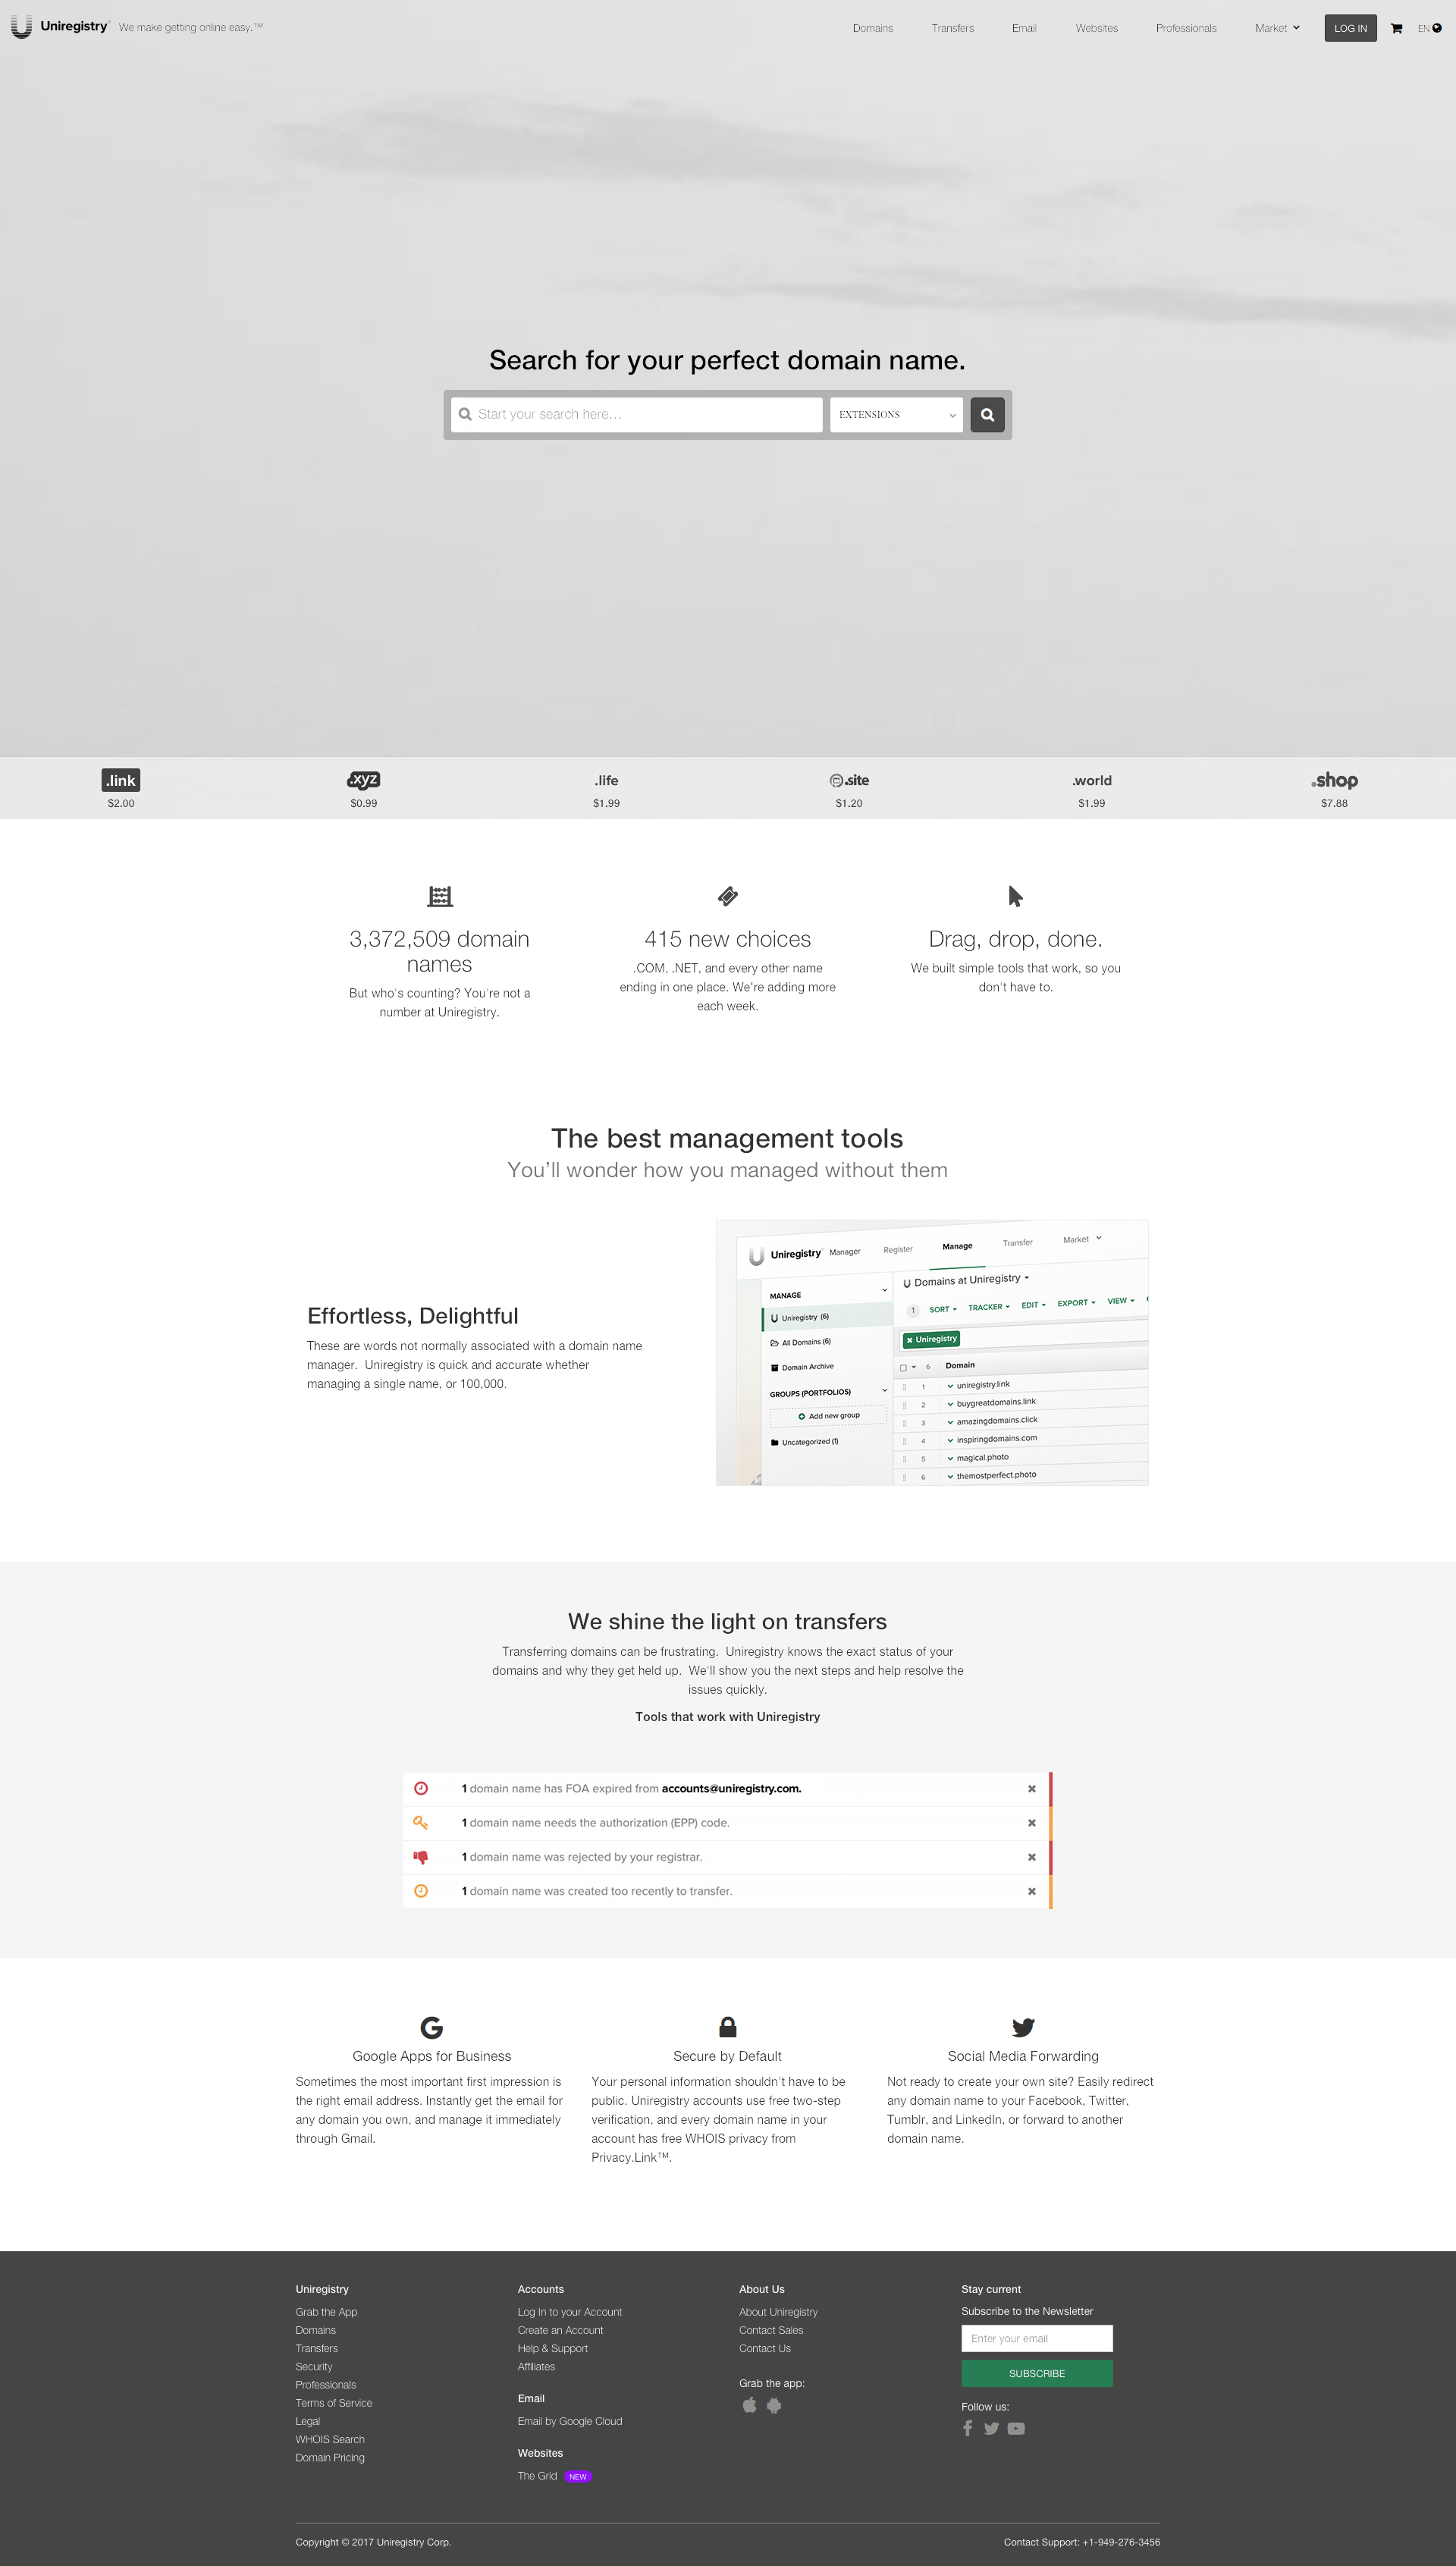 Uniregistry We make getting online easy.™
Domains Transfers Email Websites Professionals Market LOG IN EN
Search for your perfect domain name.
Start your search here... EXTENSIONS
.link .xyz .life .site .world .shop
$2.00 $0.99 $1.99 $1.20 $1.99 $7.88
3,372,509 domain
names
But who's counting? You're not a
number at Uniregistry.
415 new choices
.COM, .NET, and every other name
ending in one place. We're adding more
each week.
Drag, drop, done.
We built simple tools that work, so you
don't have to.
The best management tools
You'll wonder how you managed without them
Effortless, Delightful
These are words not normally associated with a domain name
manager. Uniregistry is quick and accurate whether
managing a single name, or 100,000.
Uniregistry Manager Register Manage Transfer Market
MANAGE
Uniregistry (6)
All Domains (6)
Domain Archive
GROUPS (PORTFOLIOS)
Add new group
Uncategorized (1)
Domains at Uniregistry
1 SORT TRACKER EDIT EXPORT VIEW
Uniregistry
6 Domain
1 uniregistry.link
2 buygreatdomains.link
3 amazingdomains.click
4 inspiringdomains.com
5 magical.photo
6 themostperfect.photo
We shine the light on transfers
Transferring domains can be frustrating. Uniregistry knows the exact status of your
domains and why they get held up. We'll show you the next steps and help resolve the
issues quickly.
Tools that work with Uniregistry
1 domain name has FOA expired from accounts@uniregistry.com.
1 domain name needs the authorization (EPP) code.
1 domain name was rejected by your registrar.
1 domain name was created too recently to transfer.
Google Apps for Business
Sometimes the most important first impression is
the right email address. Instantly get the email for
any domain you own, and manage it immediately
through Gmail.
Secure by Default
Your personal information shouldn't have to be
public. Uniregistry accounts use free two-step
verification, and every domain name in your
account has free WHOIS privacy from
Privacy.Link™.
Social Media Forwarding
Not ready to create your own site? Easily redirect
any domain name to your Facebook, Twitter,
Tumblr, and LinkedIn, or forward to another
domain name.
Uniregistry
Grab the App
Domains
Transfers
Security
Professionals
Terms of Service
Legal
WHOIS Search
Domain Pricing
Accounts
Log In to your Account
Create an Account
Help & Support
Affiliates
Email
Email by Google Cloud
Websites
The Grid NEW
About Us
About Uniregistry
Contact Sales
Contact Us
Grab the app:
Stay current
Subscribe to the Newsletter
Enter your email
SUBSCRIBE
Follow us:
Copyright © 2017 Uniregistry Corp.
Contact Support: +1-949-276-3456